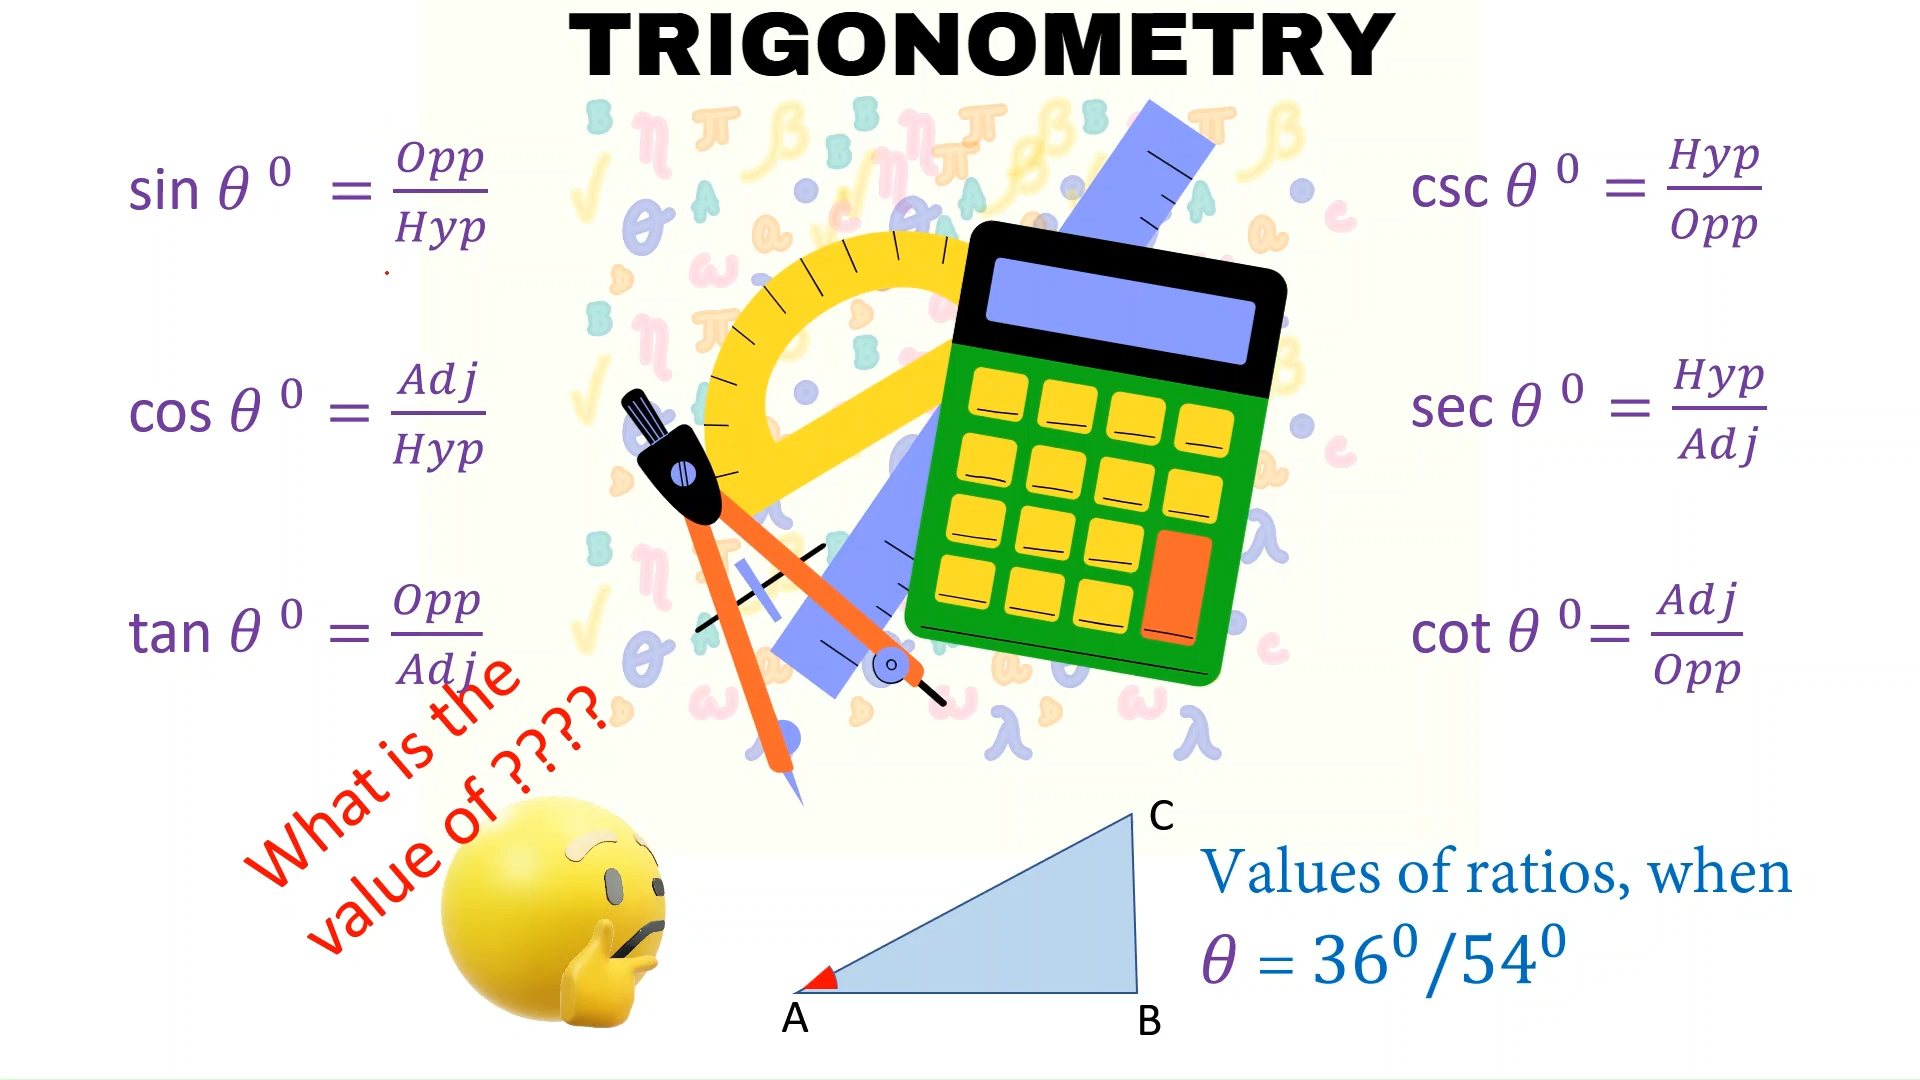 TRIGONOMETRY
sin θ ⁰ = Opp/Hyp
csc θ ⁰ = Hyp/Opp
cos θ ⁰ = Adj/Hyp
sec θ ⁰ = Hyp/Adj
tan θ ⁰ = Opp/Adj
cot θ ⁰ = Adj/Opp
What is the
value of ????
C
A
B
Values of ratios, when
θ = 36⁰/54⁰